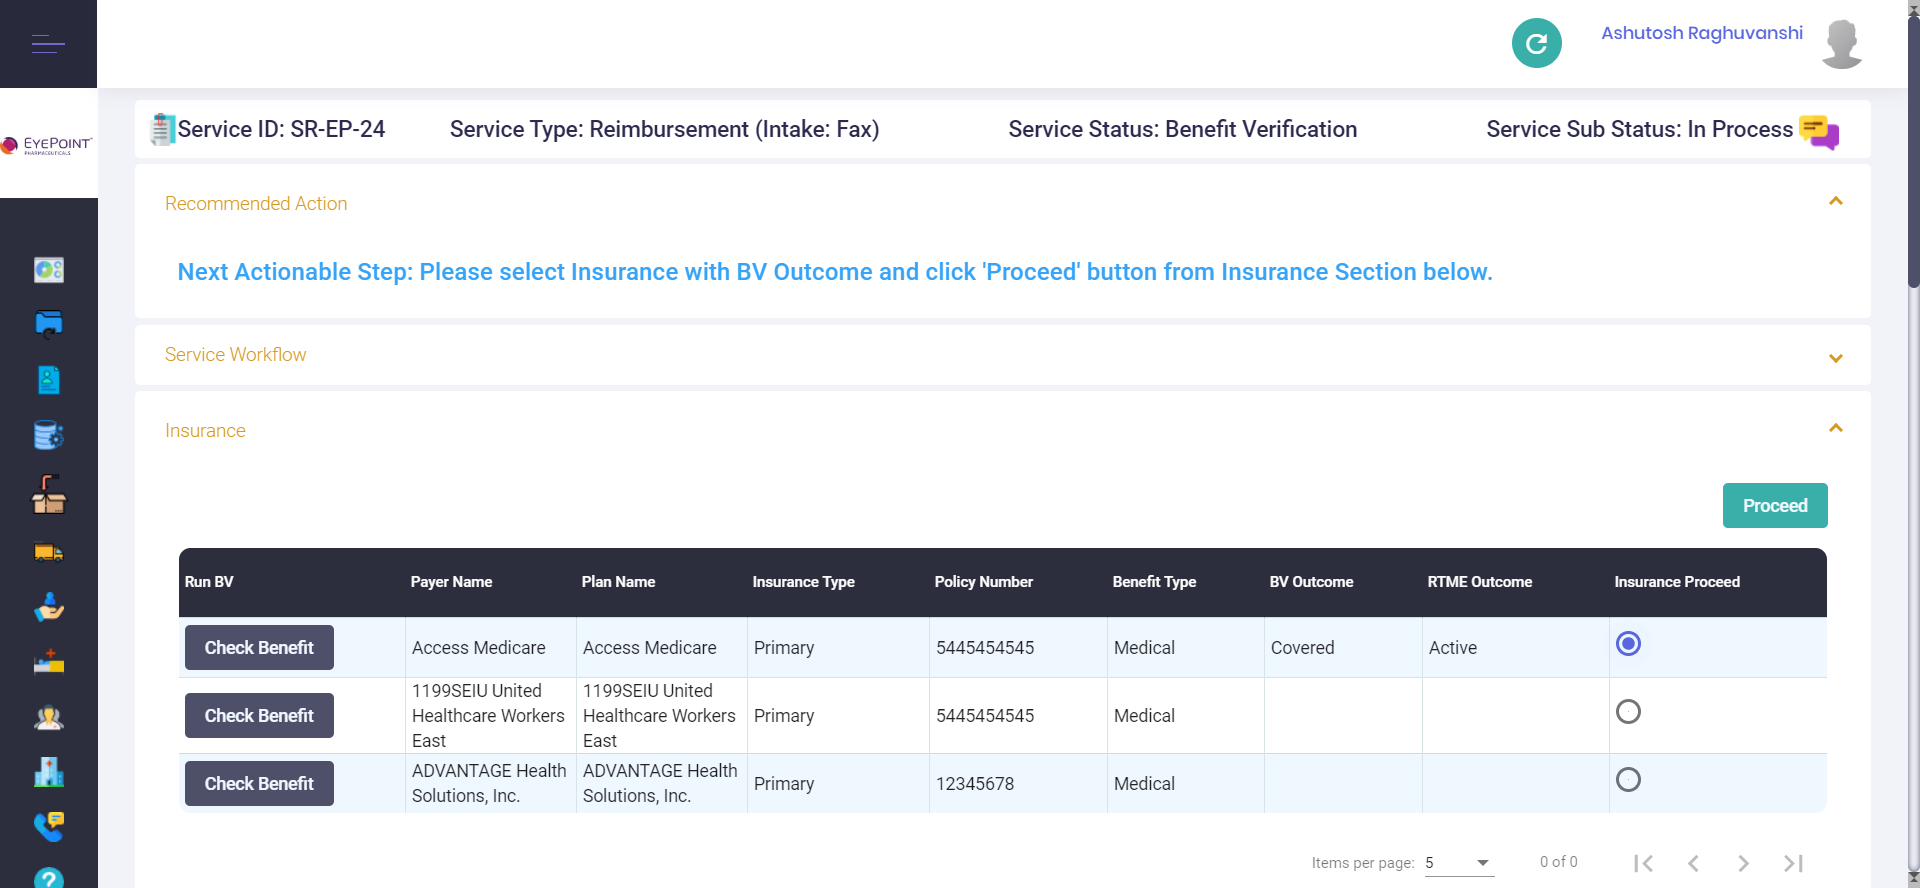 Ashutosh Raghuvanshi
EYEPOINT
PHARMACEUTICALS
Service ID: SR-EP-24 Service Type: Reimbursement (Intake: Fax) Service Status: Benefit Verification Service Sub Status: In Process
Recommended Action
Next Actionable Step: Please select Insurance with BV Outcome and click 'Proceed' button from Insurance Section below.
Service Workflow
Insurance
Proceed
Run BV Payer Name Plan Name Insurance Type Policy Number Benefit Type BV Outcome RTME Outcome Insurance Proceed
Check Benefit Access Medicare Access Medicare Primary 5445454545 Medical Covered Active
1199SEIU United 1199SEIU United
Check Benefit Healthcare Workers Healthcare Workers Primary 5445454545 Medical
East East
ADVANTAGE Health ADVANTAGE Health
Check Benefit Primary 12345678 Medical
Solutions, Inc. Solutions, Inc.
Items per page: 5 0 of 0